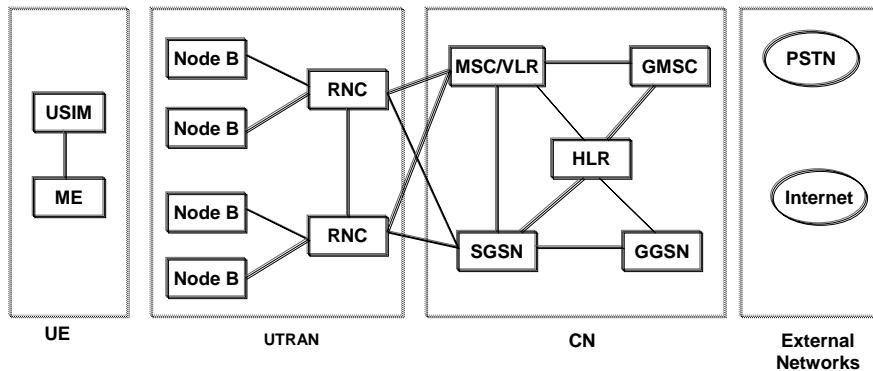 USIM
ME
UE
Node B
Node B
RNC
Node B
Node B
RNC
UTRAN
MSC/VLR
GMSC
HLR
SGSN
GGSN
CN
PSTN
Internet
External
Networks